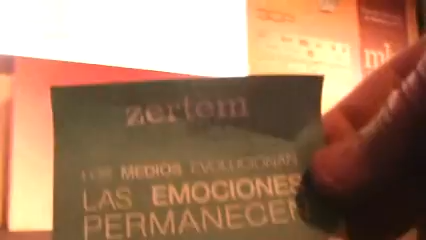 zertem
LOS MEDIOS EVOLUCIONAN
LAS EMOCIONES
PERMANECEN